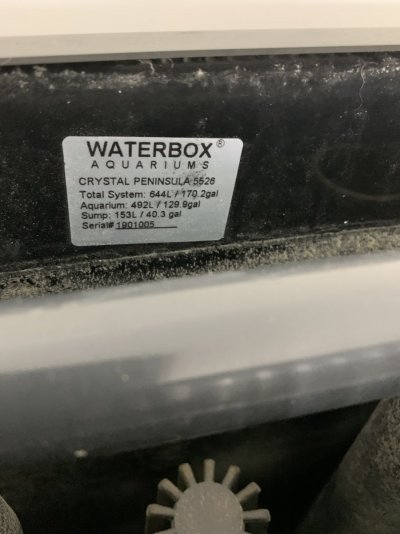 WATERBOX®
AQUARIUMS
CRYSTAL PENINSULA 5526
Total System: 644L / 170.2gal
Aquarium: 492L / 129.9gal
Sump: 153L / 40.3 gal
Serial# 1901005